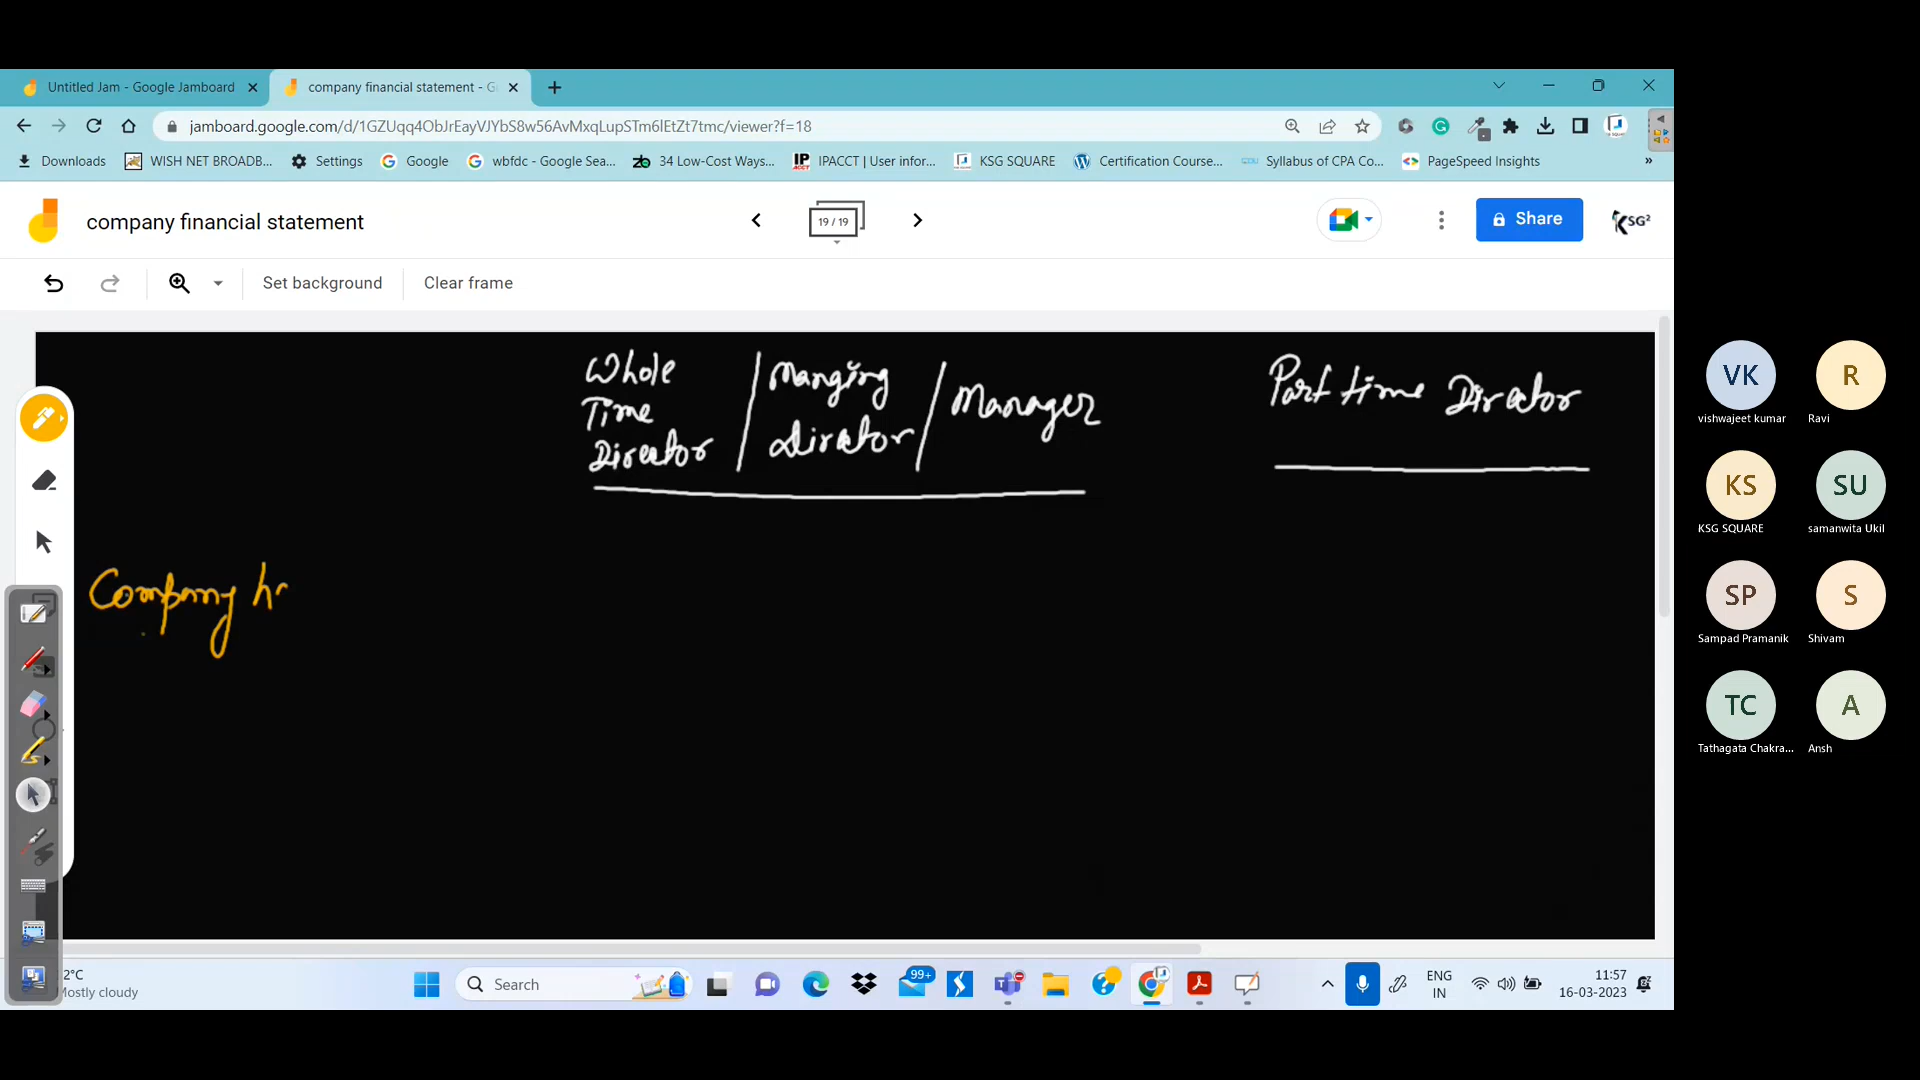 Untitled Jam - Google Jamboard
company financial statement - G
jamboard.google.com/d/1GZUqq4ObJrEayVJYbS8w56AvMxqLupSTm6lEtZt7tmc/viewer?f=18
Downloads
WISH NET BROADB...
Settings
Google
wbfdc - Google Sea...
34 Low-Cost Ways...
IPACCT | User infor...
KSG SQUARE
Certification Course...
Syllabus of CPA Co...
PageSpeed Insights
»
company financial statement
19 / 19
Share
KSG²
Set background
Clear frame
Whole
Time
Director
/ Manging
Dirator
/ Manager
Part time Dirator
Company h
VK
vishwajeet kumar
R
Ravi
KS
KSG SQUARE
SU
samanwita Ukil
SP
Sampad Pramanik
S
Shivam
TC
Tathagata Chakra...
A
Ansh
2°C
Mostly cloudy
Search
99+
ENG
IN
11:57
16-03-2023